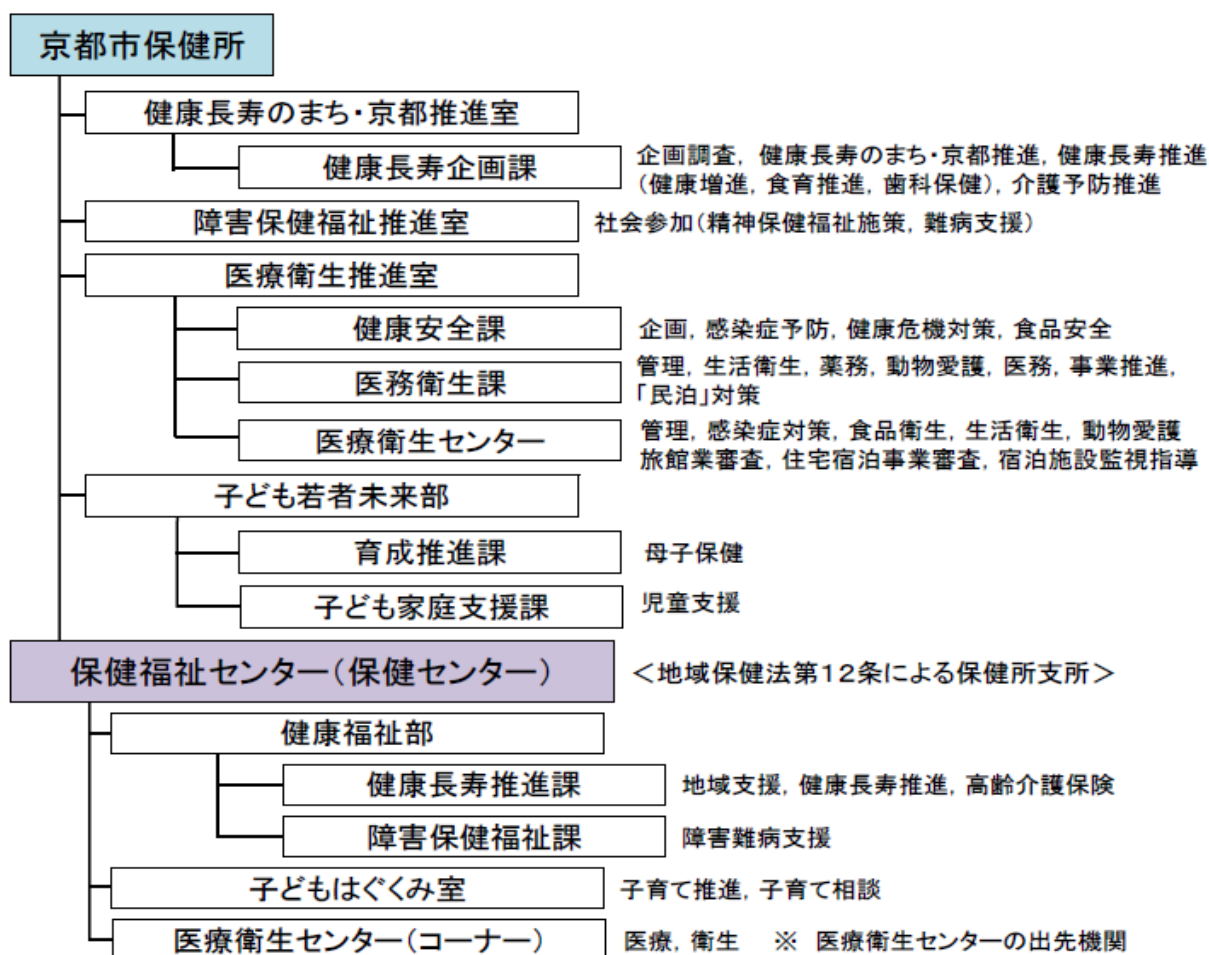 京都市保健所
健康長寿のまち・京都推進室
健康長寿企画課
企画調査, 健康長寿のまち・京都推進, 健康長寿推進
(健康増進, 食育推進, 歯科保健), 介護予防推進
障害保健福祉推進室
社会参加(精神保健福祉施策, 難病支援)
医療衛生推進室
健康安全課
企画, 感染症予防, 健康危機対策, 食品安全
医務衛生課
管理, 生活衛生, 薬務, 動物愛護, 医務, 事業推進,
「民泊」対策
医療衛生センター
管理, 感染症対策, 食品衛生, 生活衛生, 動物愛護
旅館業審査, 住宅宿泊事業審査, 宿泊施設監視指導
子ども若者未来部
育成推進課
母子保健
子ども家庭支援課
児童支援
保健福祉センター(保健センター)
<地域保健法第12条による保健所支所>
健康福祉部
健康長寿推進課
地域支援, 健康長寿推進, 高齢介護保険
障害保健福祉課
障害難病支援
子どもはぐくみ室
子育て推進, 子育て相談
医療衛生センター(コーナー)
医療, 衛生 ※ 医療衛生センターの出先機関